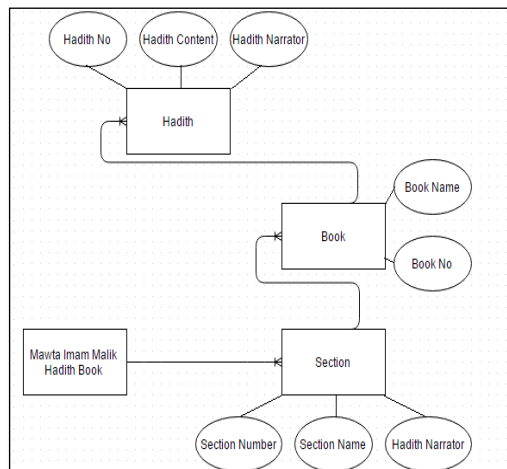 Hadith No
Hadith Content
Hadith Narrator
Hadith
Book Name
Book
Book No
Mawta Imam Malik
Hadith Book
Section
Section Number
Section Name
Hadith Narrator